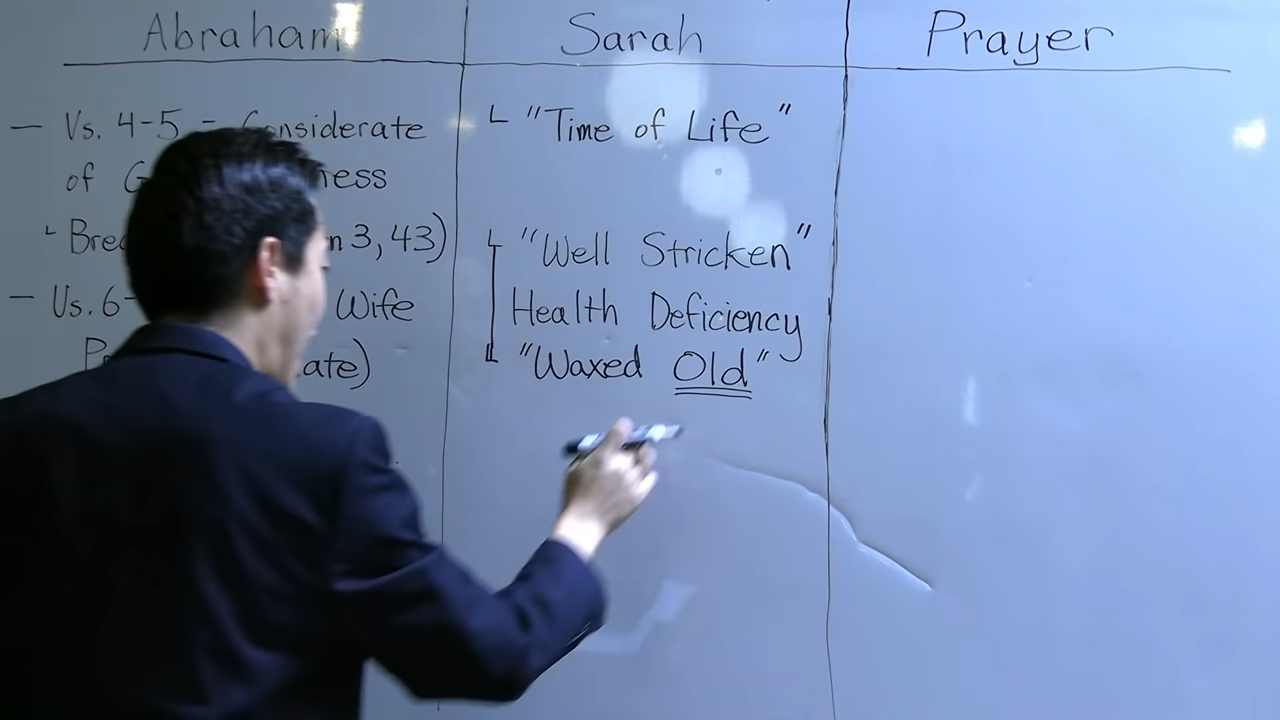 Abraham Sarah Prayer
— Vs. 4-5 - Considerate
of ness
Bre n 3, 43)
— Vs. 6- Wife
P ate)
"Time of Life"
"Well Stricken"
Health Deficiency
"Waxed Old"